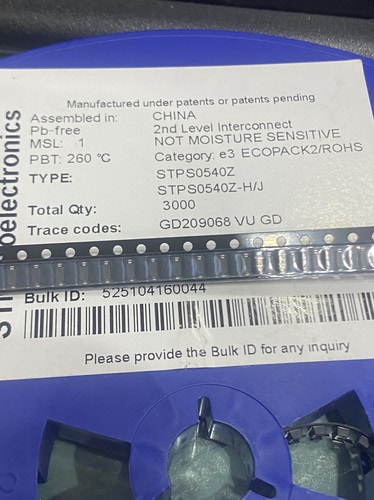 Manufactured under patents or patents pending
Assembled in: CHINA
Pb-free 2nd Level Interconnect
MSL: 1 NOT MOISTURE SENSITIVE
PBT: 260 °C Category: e3 ECOPACK2/ROHS
TYPE: STPS0540Z
STPS0540Z-H/J
Total Qty: 3000
Trace codes: GD209068 VU GD
Bulk ID: 525104160044
Please provide the Bulk ID for any inquiry
oelectronics